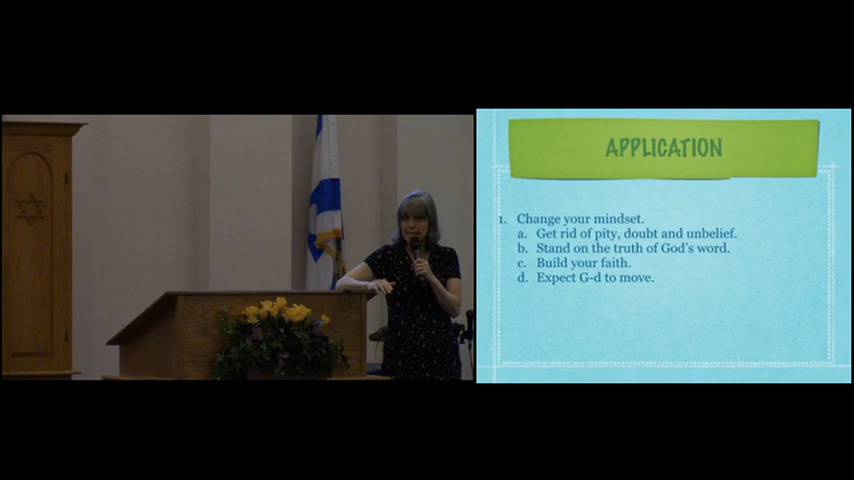 APPLICATION
1. Change your mindset.
a. Get rid of pity, doubt and unbelief.
b. Stand on the truth of God's word.
c. Build your faith.
d. Expect G-d to move.